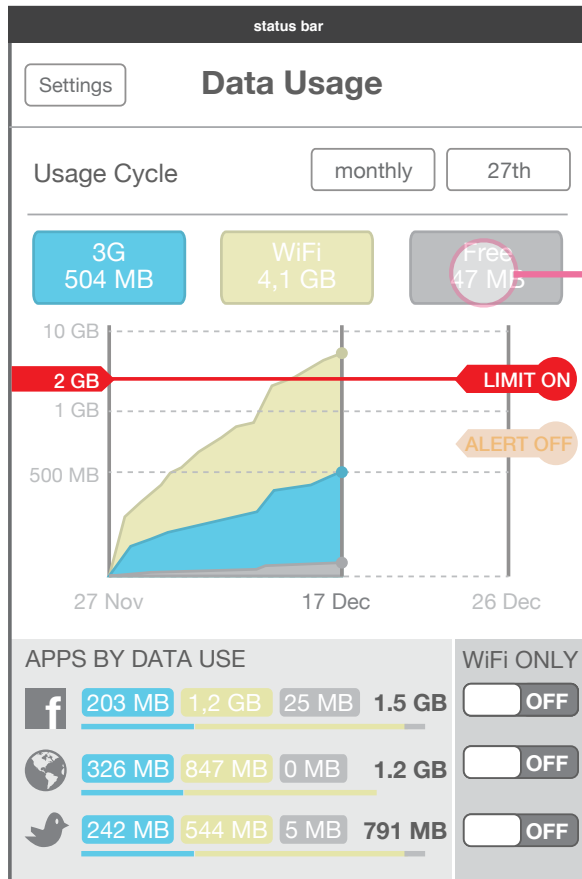 status bar
Settings
Data Usage
Usage Cycle
monthly
27th
3G
504 MB
WiFi
4,1 GB
Free
47 MB
10 GB
2 GB
LIMIT ON
1 GB
ALERT OFF
500 MB
27 Nov
17 Dec
26 Dec
APPS BY DATA USE
WiFi ONLY
f
203 MB 1,2 GB 25 MB 1.5 GB
OFF
326 MB 847 MB 0 MB 1.2 GB
OFF
242 MB 544 MB 5 MB 791 MB
OFF